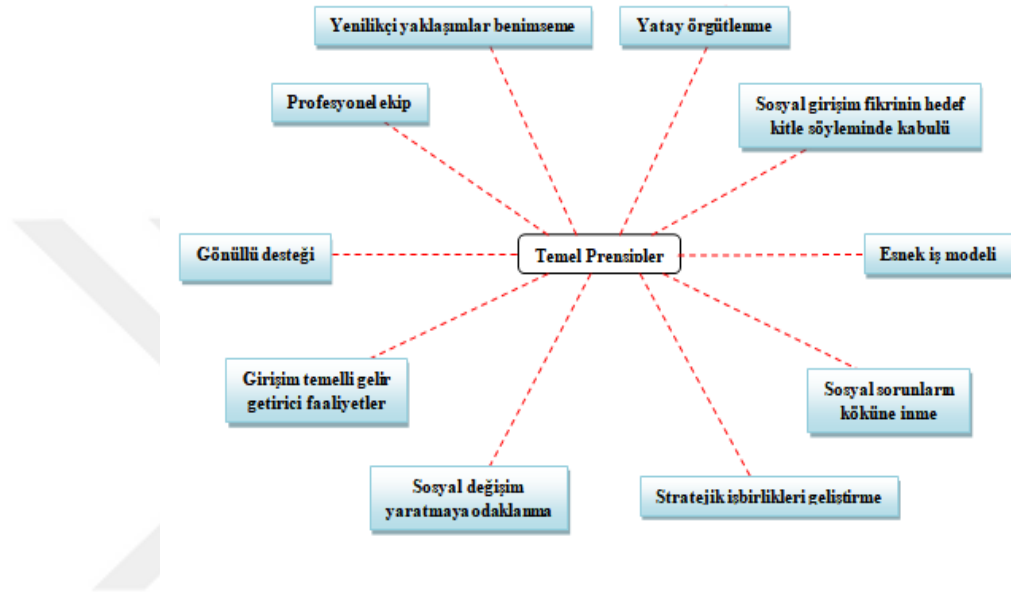 Yenilikçi yaklaşımlar benimseme
Yatay örgütlenme
Profesyonel ekip
Sosyal girişim fikrinin hedef
kitle söyleminde kabulü
Gönüllü desteği
Temel Prensipler
Esnek iş modeli
Girişim temelli gelir
getirici faaliyetler
Sosyal sorunların
köküne inme
Sosyal değişim
yaratmaya odaklanma
Stratejik işbirlikleri geliştirme